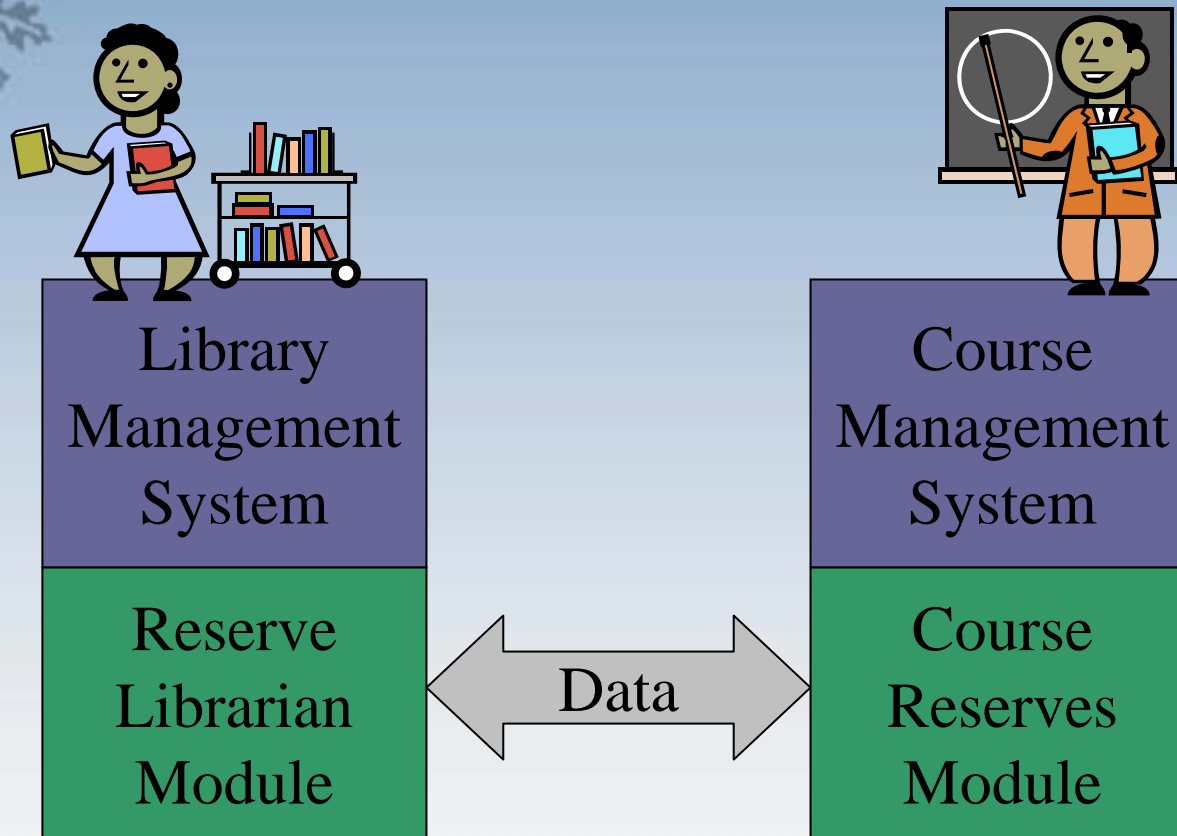 Library
Management
System
Course
Management
System
Reserve
Librarian
Module
Data
Course
Reserves
Module